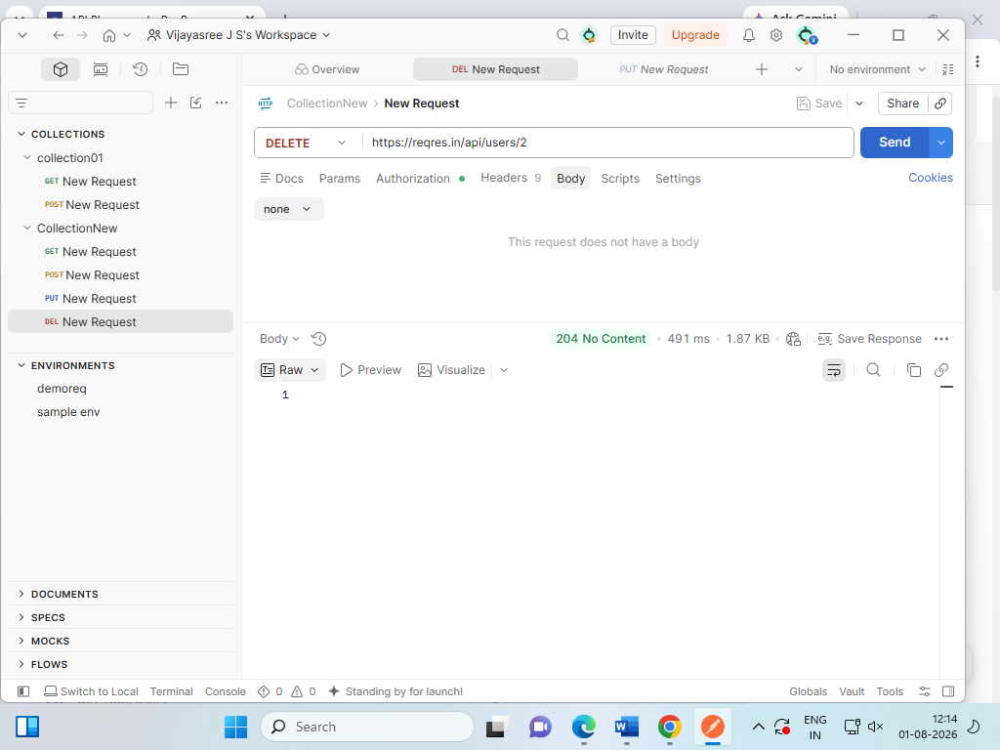 Ask Gemini
Vijayasree J S's Workspace
Invite
Upgrade
Overview
DEL New Request
PUT New Request
No environment
HTTP
CollectionNew > New Request
Save
Share
COLLECTIONS
collection01
GET New Request
POST New Request
CollectionNew
GET New Request
POST New Request
PUT New Request
DEL New Request
ENVIRONMENTS
demoreq
sample env
DOCUMENTS
SPECS
MOCKS
FLOWS
DELETE
https://reqres.in/api/users/2
Send
Docs
Params
Authorization
Headers 9
Body
Scripts
Settings
Cookies
none
This request does not have a body
Body
204 No Content
491 ms
1.87 KB
e.g. Save Response
Raw
Preview
Visualize
1
Switch to Local
Terminal
Console
0
0
Standing by for launch!
Globals
Vault
Tools
Search
ENG
IN
12:14
01-08-2026